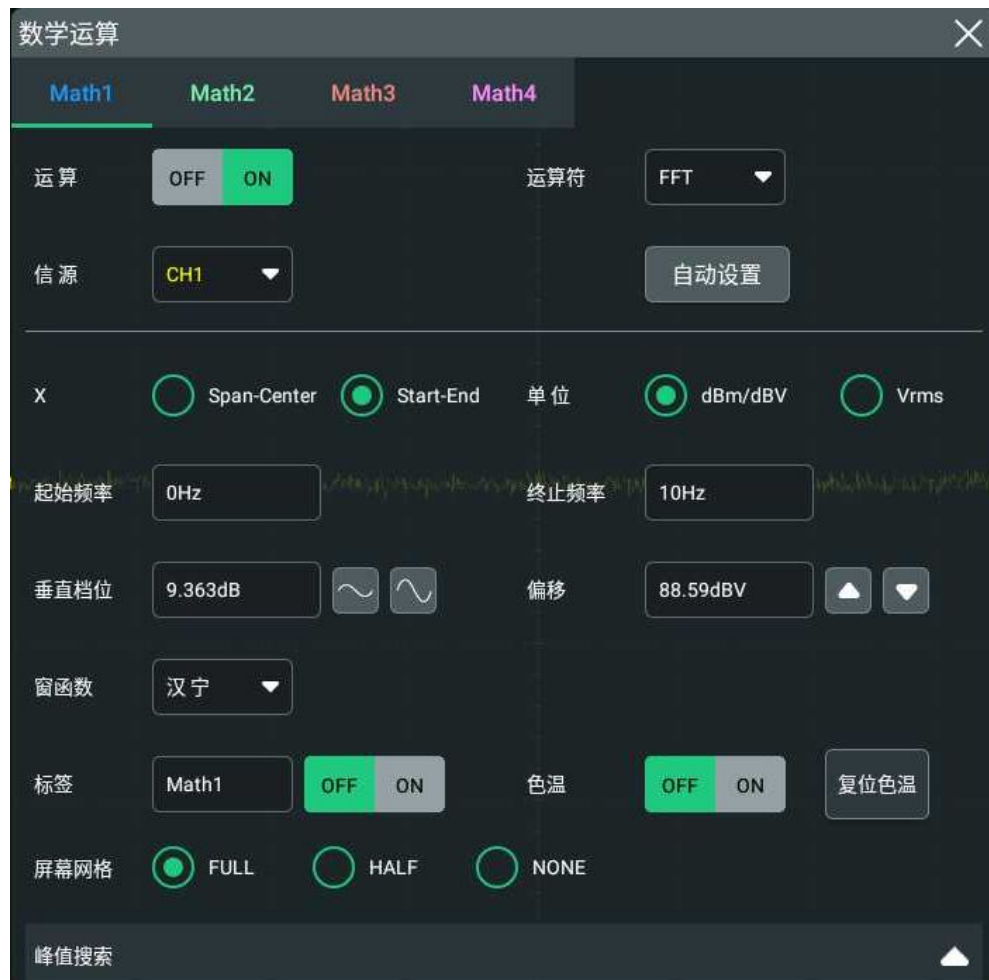 数学运算
Math1 Math2 Math3 Math4
运算 OFF ON 运算符 FFT
信源 CH1 自动设置
X Span-Center Start-End 单位 dBm/dBV Vrms
起始频率 0Hz 终止频率 10Hz
垂直档位 9.363dB 偏移 88.59dBV
窗函数 汉宁
标签 Math1 OFF ON 色温 OFF ON 复位色温
屏幕网格 FULL HALF NONE
峰值搜索